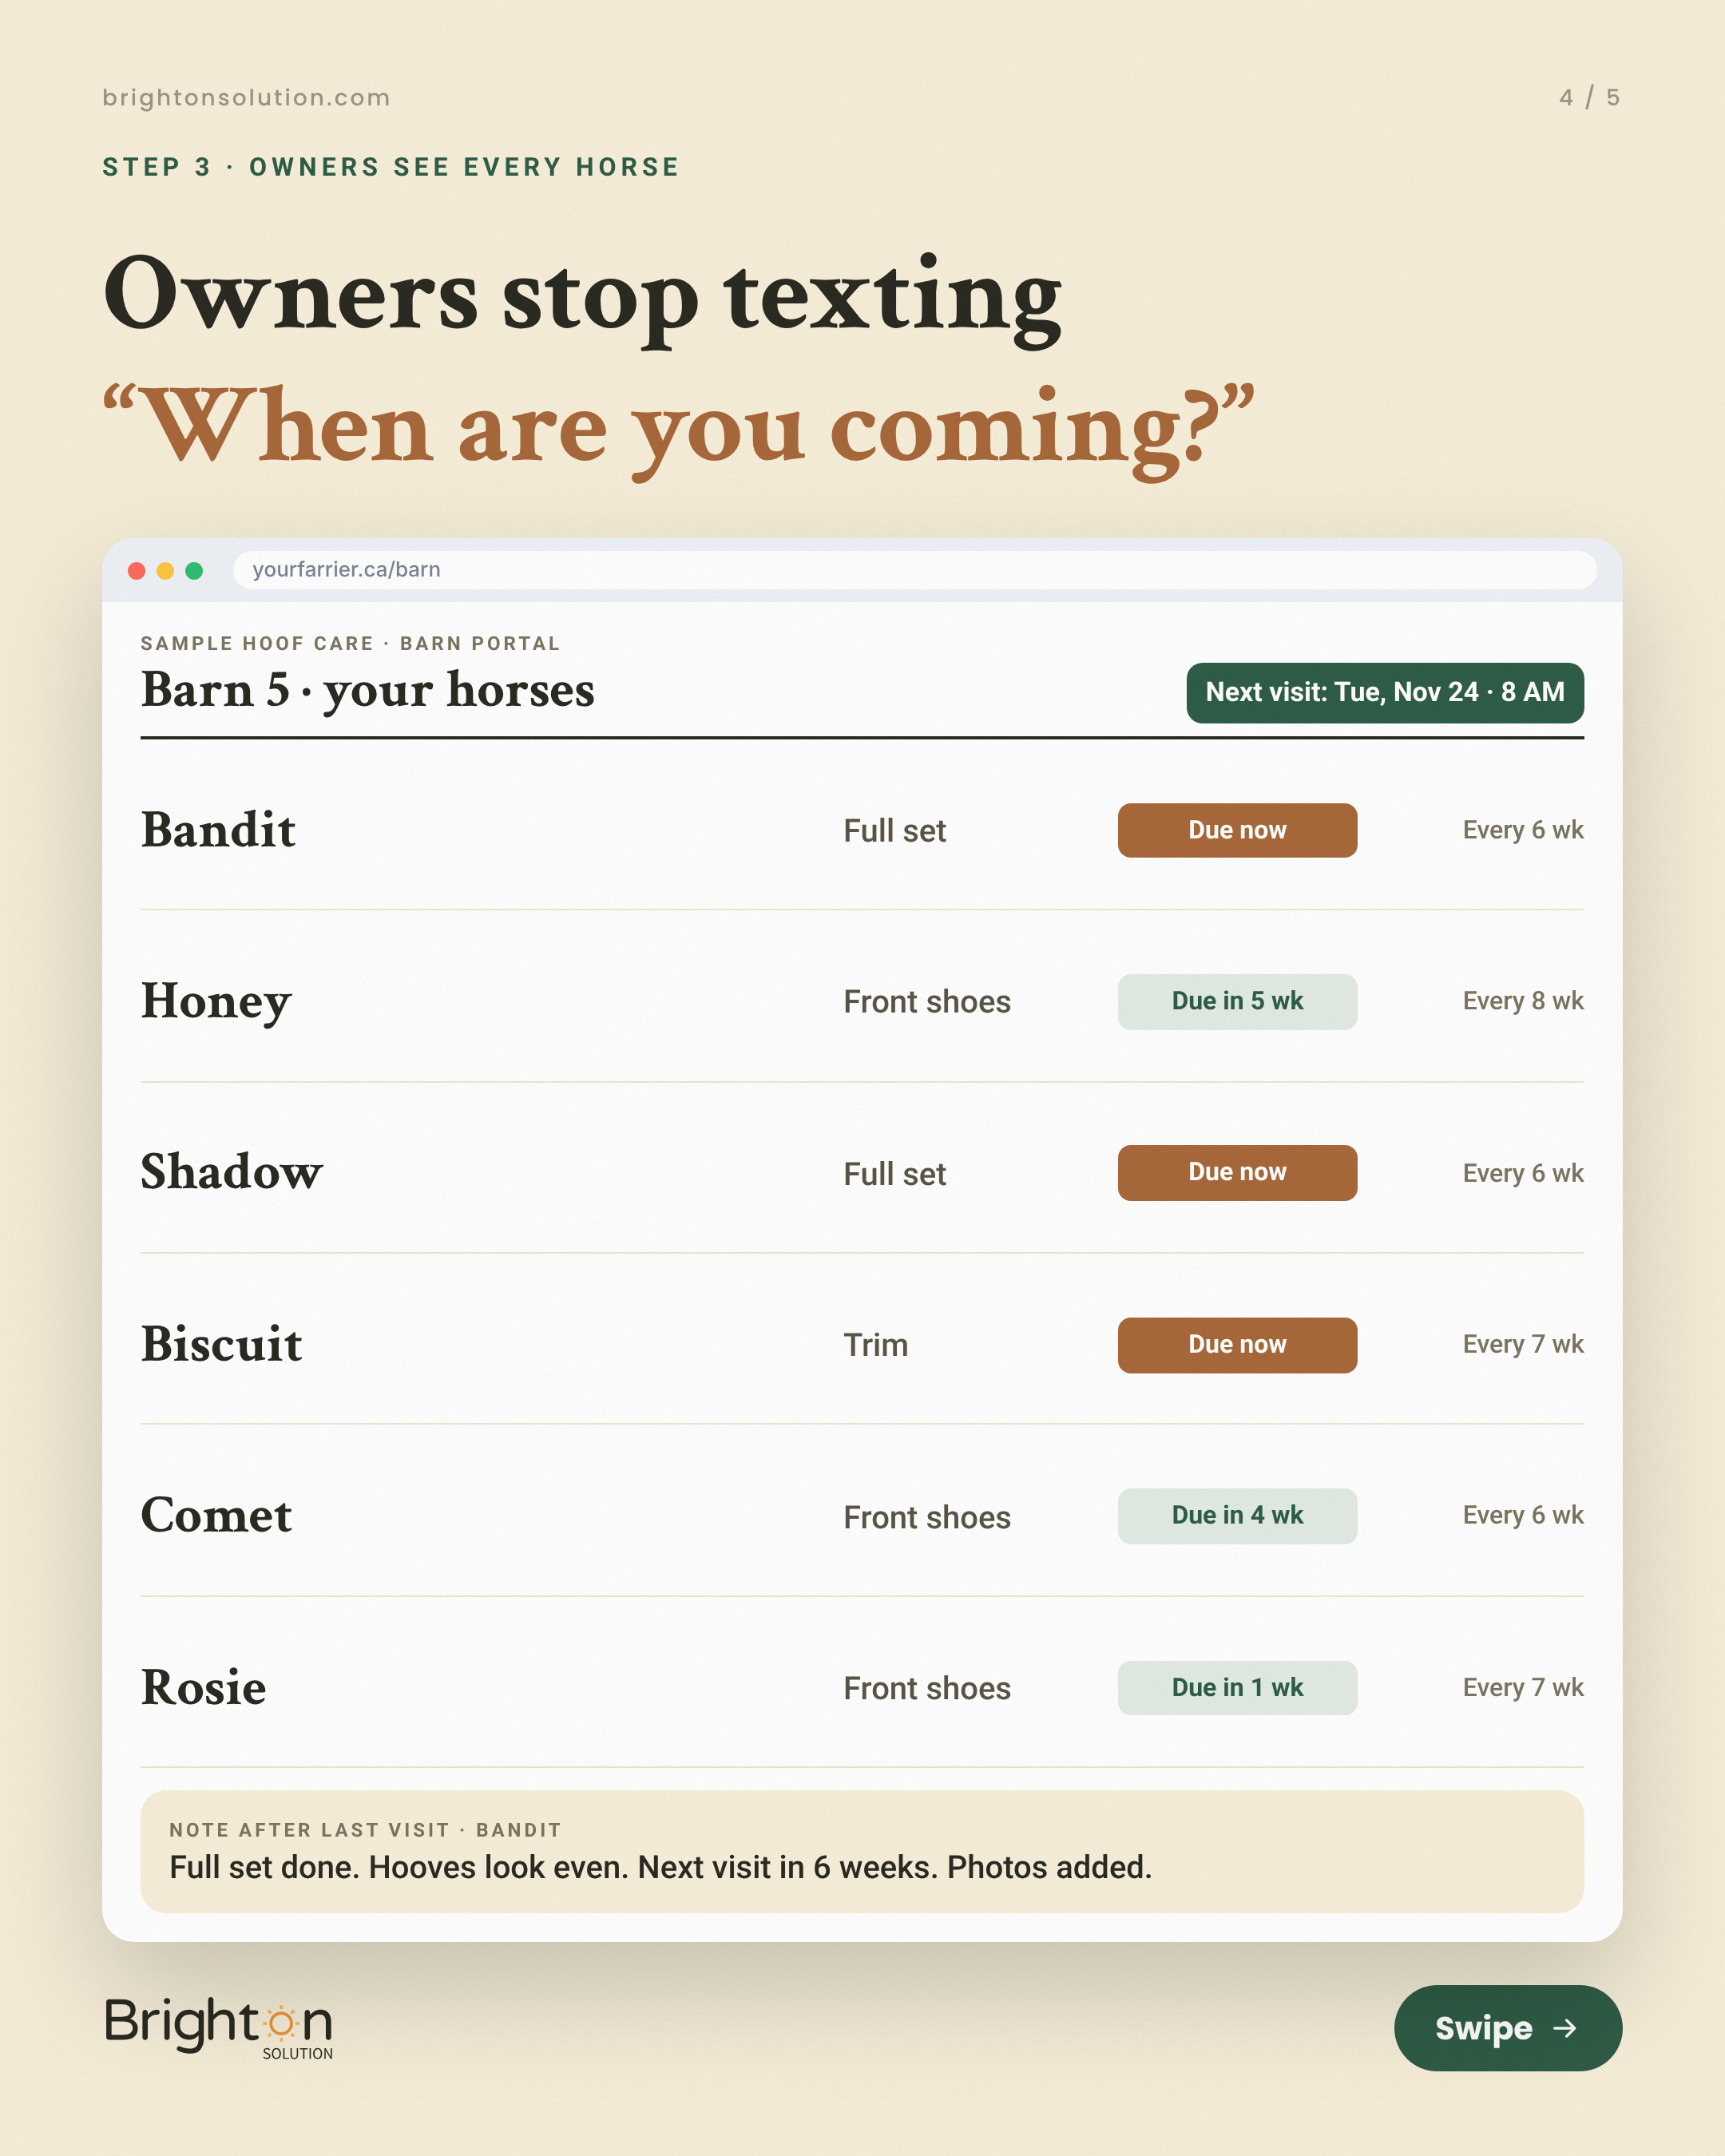 brightonsolution.com
4 / 5
STEP 3 · OWNERS SEE EVERY HORSE
Owners stop texting
“When are you coming?”
yourfarrier.ca/barn
SAMPLE HOOF CARE · BARN PORTAL
Barn 5 · your horses
Next visit: Tue, Nov 24 · 8 AM
Bandit Full set Due now Every 6 wk
Honey Front shoes Due in 5 wk Every 8 wk
Shadow Full set Due now Every 6 wk
Biscuit Trim Due now Every 7 wk
Comet Front shoes Due in 4 wk Every 6 wk
Rosie Front shoes Due in 1 wk Every 7 wk
NOTE AFTER LAST VISIT · BANDIT
Full set done. Hooves look even. Next visit in 6 weeks. Photos added.
Brighton
SOLUTION
Swipe →